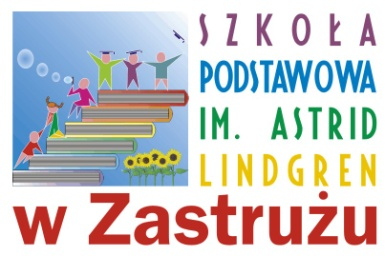 SZKOŁA
PODSTAWOWA
IM. ASTRID
LINDGREN
w Zastrużu